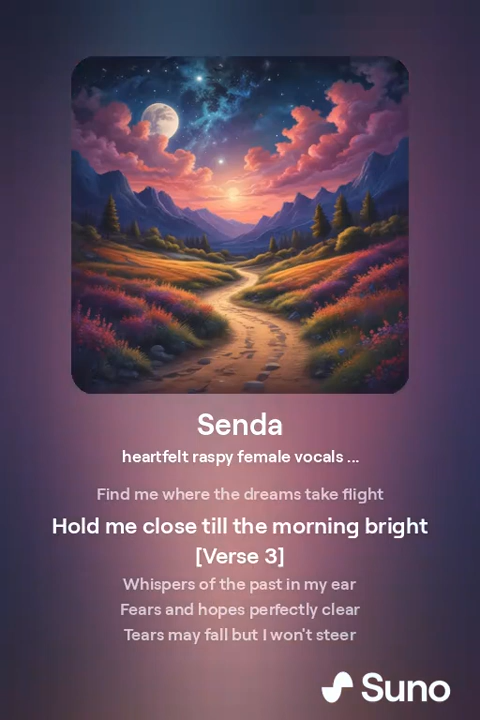 Senda
heartfelt raspy female vocals ...
Find me where the dreams take flight
Hold me close till the morning bright
[Verse 3]
Whispers of the past in my ear
Fears and hopes perfectly clear
Tears may fall but I won't steer
Suno